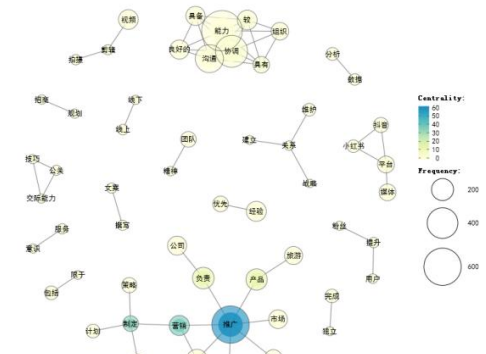 视频
剪辑
拍摄
具备
较
能力
组织
良好的
协调
沟通
具有
分析
数据
Centrality:
60
50
40
30
20
10
0
Frequency:
200
400
600
招商
规划
线下
线上
团队
精神
建立
维护
关系
战略
抖音
小红书
平台
媒体
技巧
公关
交际能力
文案
撰写
优先
经验
服务
意识
粉丝
提升
用户
限于
包括
公司
负责
产品
旅游
策略
制定
计划
营销
推广
市场
完成
独立